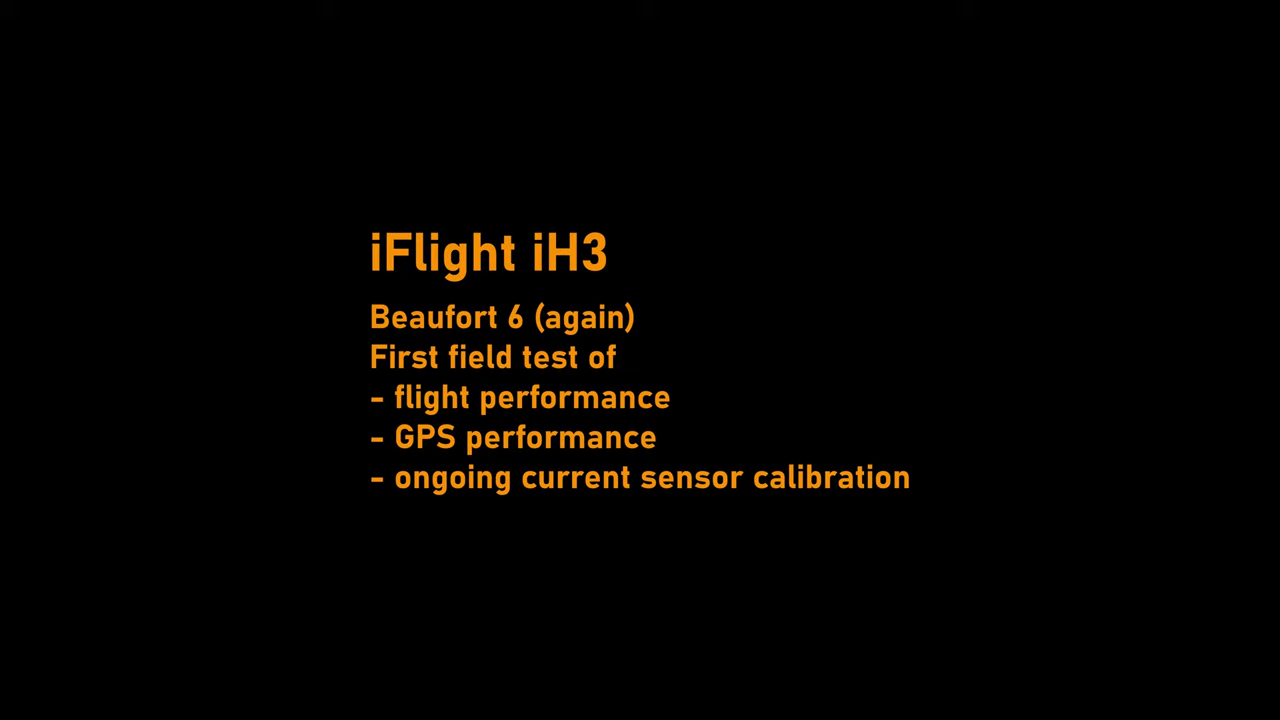 iFlight iH3
Beaufort 6 (again)
First field test of
- flight performance
- GPS performance
- ongoing current sensor calibration